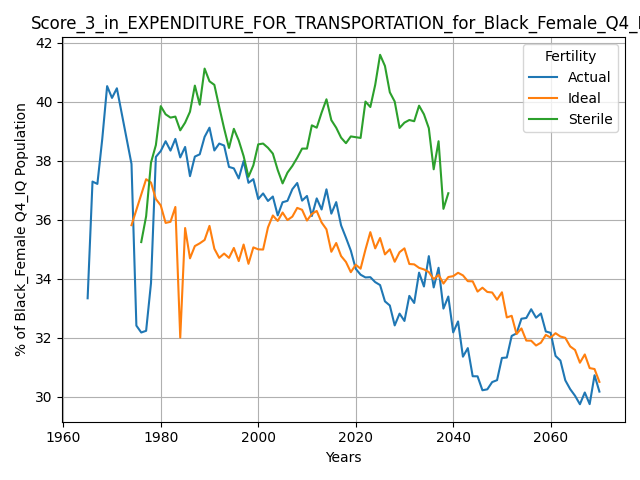 Score_3_in_EXPENDITURE_FOR_TRANSPORTATION_for_Black_Female_Q4_I
Fertility
Actual
Ideal
Sterile
% of Black_Female Q4_IQ Population
42
40
38
36
34
32
30
1960
1980
2000
2020
2040
2060
Years